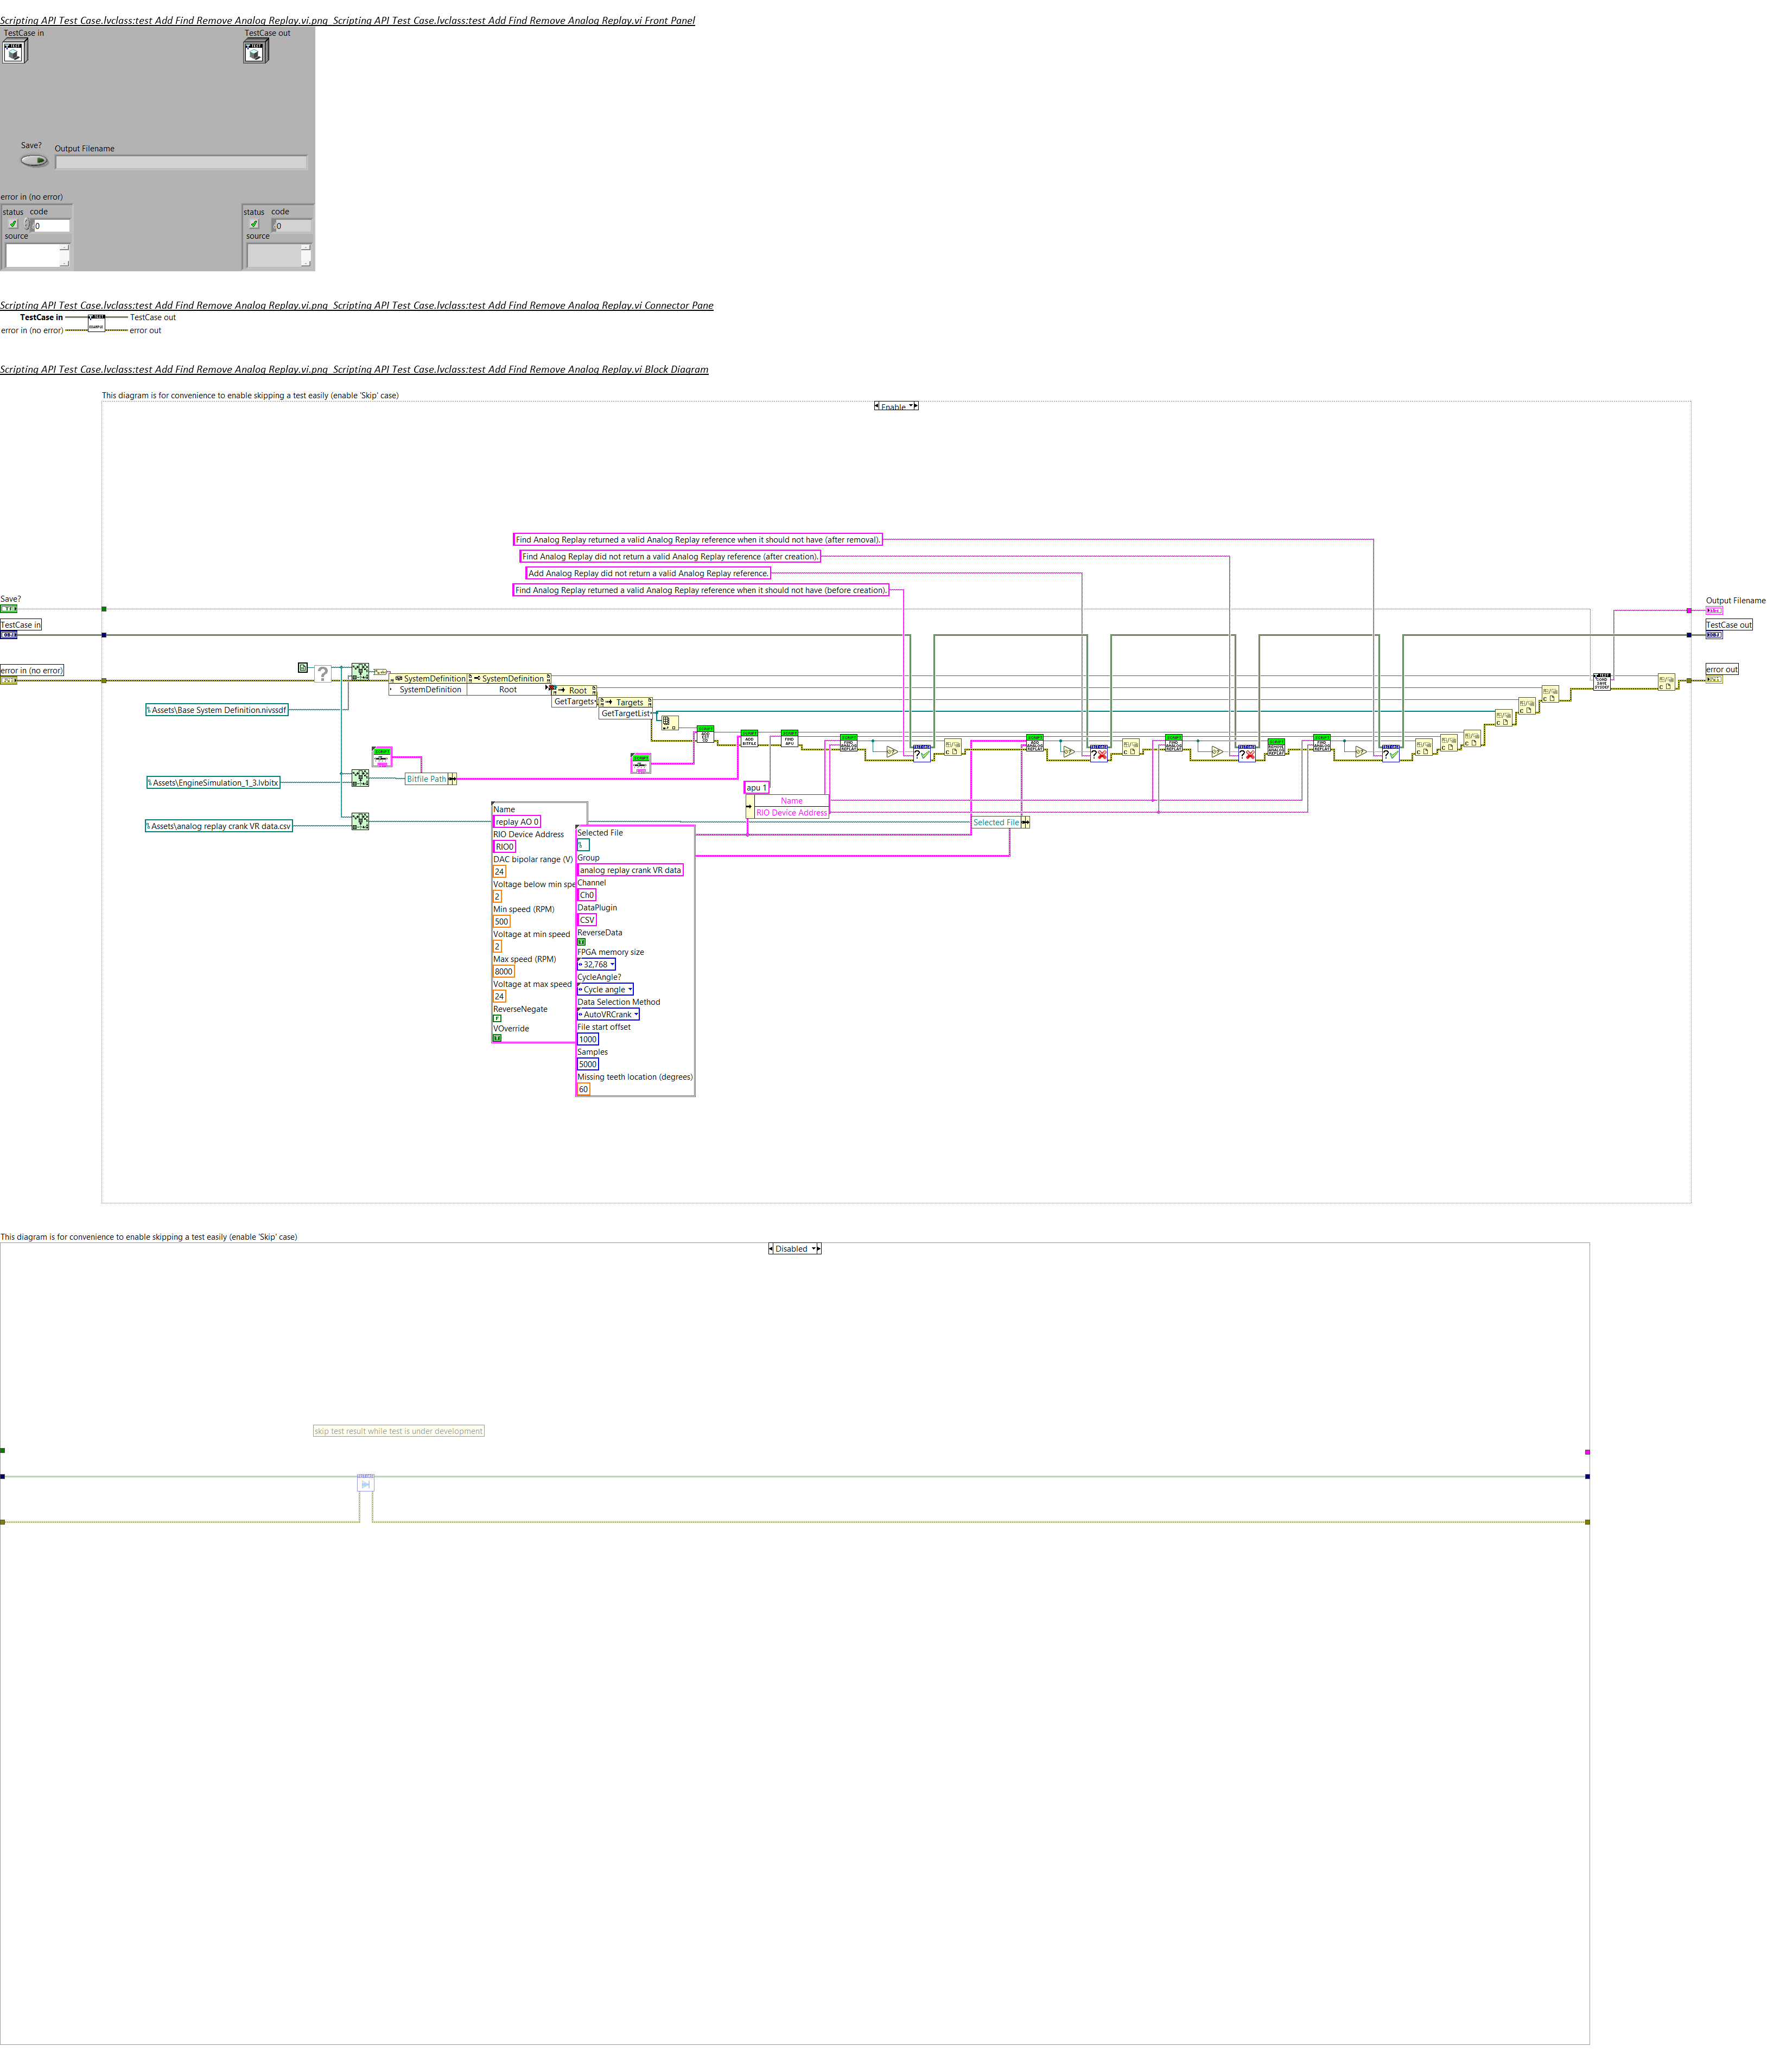 Scripting API Test Case.lvclass:test Add Find Remove Analog Replay.vi.png Scripting API Test Case.lvclass:test Add Find Remove Analog Replay.vi Front Panel
TestCase in
TestCase out
TEST
TEST
Save?
Output Filename
error in (no error)
status code
0
source
status code
0
source
Scripting API Test Case.lvclass:test Add Find Remove Analog Replay.vi.png Scripting API Test Case.lvclass:test Add Find Remove Analog Replay.vi Connector Pane
TestCase in
TestCase out
error in (no error)
error out
Scripting API Test Case.lvclass:test Add Find Remove Analog Replay.vi.png Scripting API Test Case.lvclass:test Add Find Remove Analog Replay.vi Block Diagram
This diagram is for convenience to enable skipping a test easily (enable 'Skip' case)
Enable
Find Analog Replay returned a valid Analog Replay reference when it should not have (after removal).
Find Analog Replay did not return a valid Analog Replay reference (after creation).
Add Analog Replay did not return a valid Analog Replay reference.
Find Analog Replay returned a valid Analog Replay reference when it should not have (before creation).
Save?
Output Filename
TestCase in
TestCase out
error in (no error)
error out
SystemDefinition
SystemDefinition
SystemDefinition
Root
Root
GetTargets
Targets
GetTargetList
Assets\Base System Definition.nivssdf
Assets\EngineSimulation_1_3.lvbitx
Bitfile Path
Assets\analog replay crank VR data.csv
apu 1
Name
RIO Device Address
Selected File
Name
replay AO 0
RIO Device Address
RIO0
DAC bipolar range (V)
24
Voltage below min spe
2
Min speed (RPM)
500
Voltage at min speed
2
Max speed (RPM)
8000
Voltage at max speed
24
ReverseNegate
F
VOverride
Selected File
Group
analog replay crank VR data
Channel
Ch0
DataPlugin
CSV
ReverseData
FPGA memory size
32,768
CycleAngle?
Cycle angle
Data Selection Method
AutoVRCrank
File start offset
1000
Samples
5000
Missing teeth location (degrees)
60
This diagram is for convenience to enable skipping a test easily (enable 'Skip' case)
Disabled
skip test result while test is under development